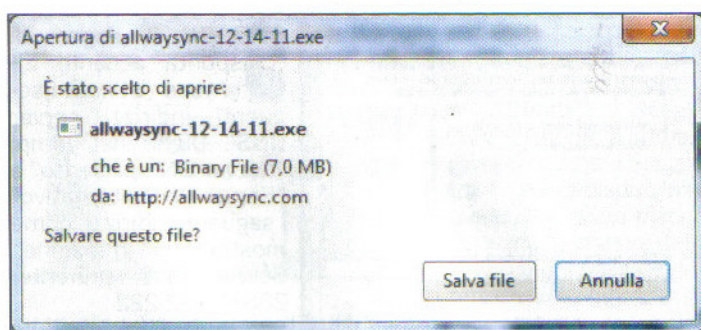 Apertura di allwaysync-12-14-11.exe
È stato scelto di aprire:
allwaysync-12-14-11.exe
che è un: Binary File (7,0 MB)
da: http://allwaysync.com
Salvare questo file?
Salva file
Annulla